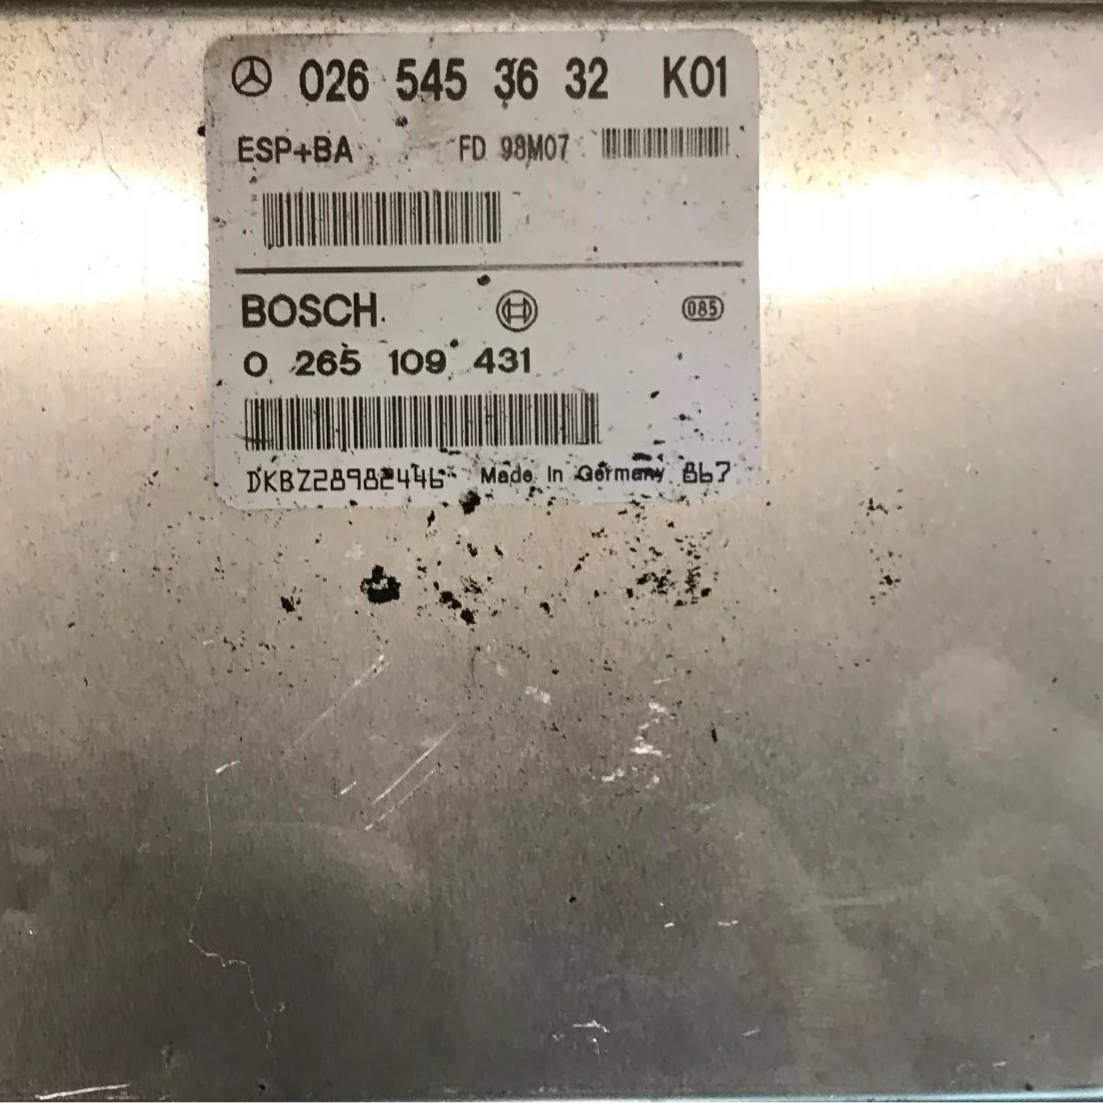 026 545 36 32 K01
ESP+BA FD 98M07
BOSCH
085
0 265 109 431
DKBZ28982446 Made In Germany 867